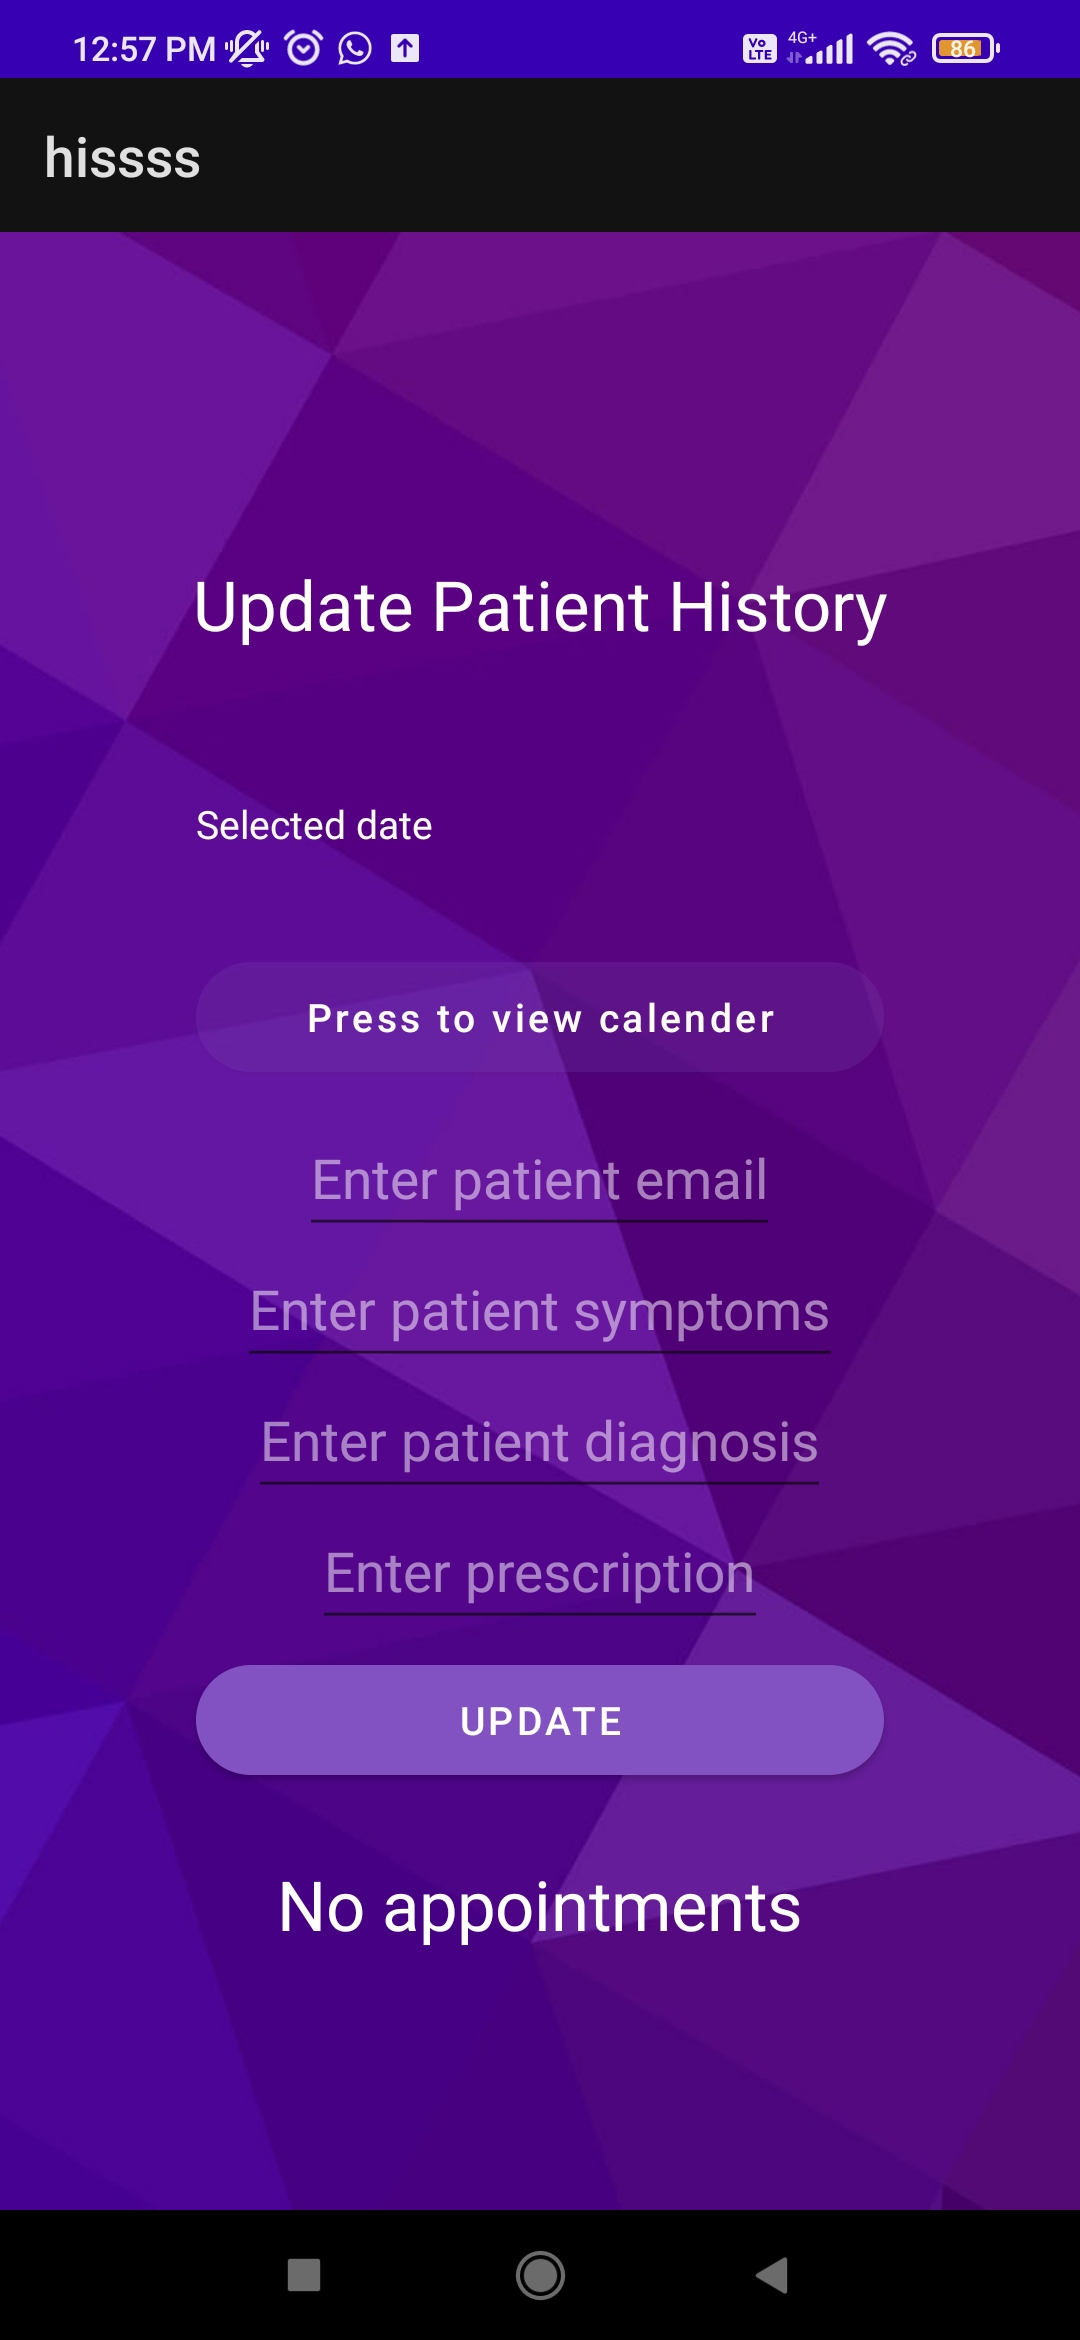 12:57 PM
Vo LTE 4G+ 86
hissss
Update Patient History
Selected date
Press to view calender
Enter patient email
Enter patient symptoms
Enter patient diagnosis
Enter prescription
UPDATE
No appointments